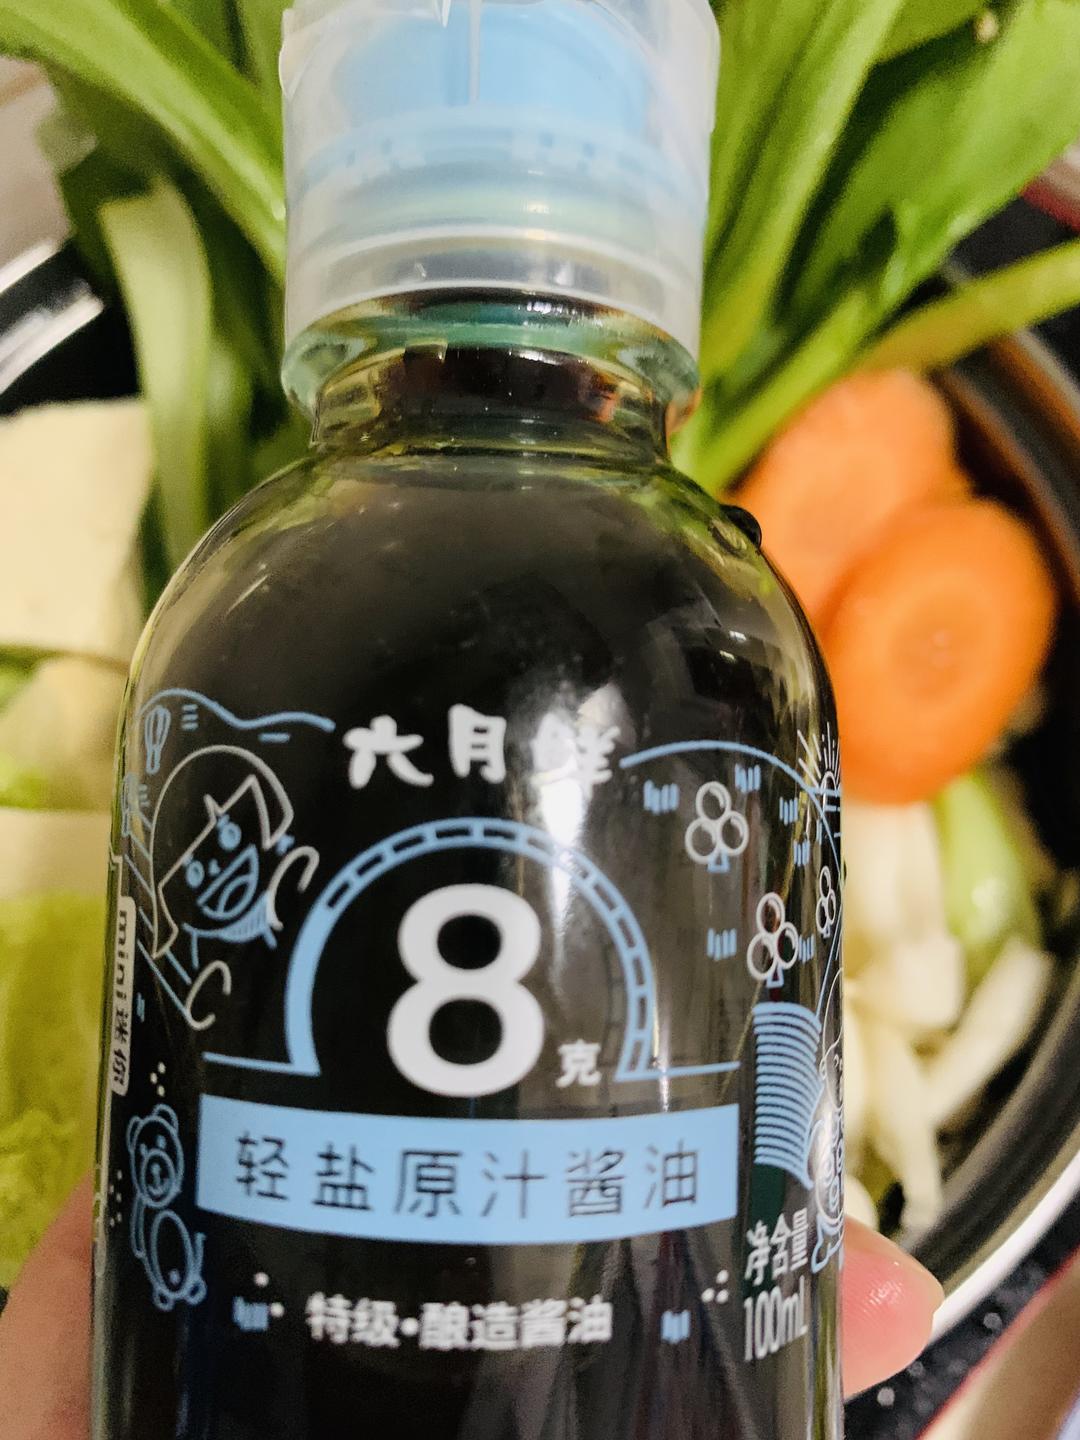 六月鲜
8克
mini迷你
轻盐原汁酱油
特级•酿造酱油
净含量
100mL